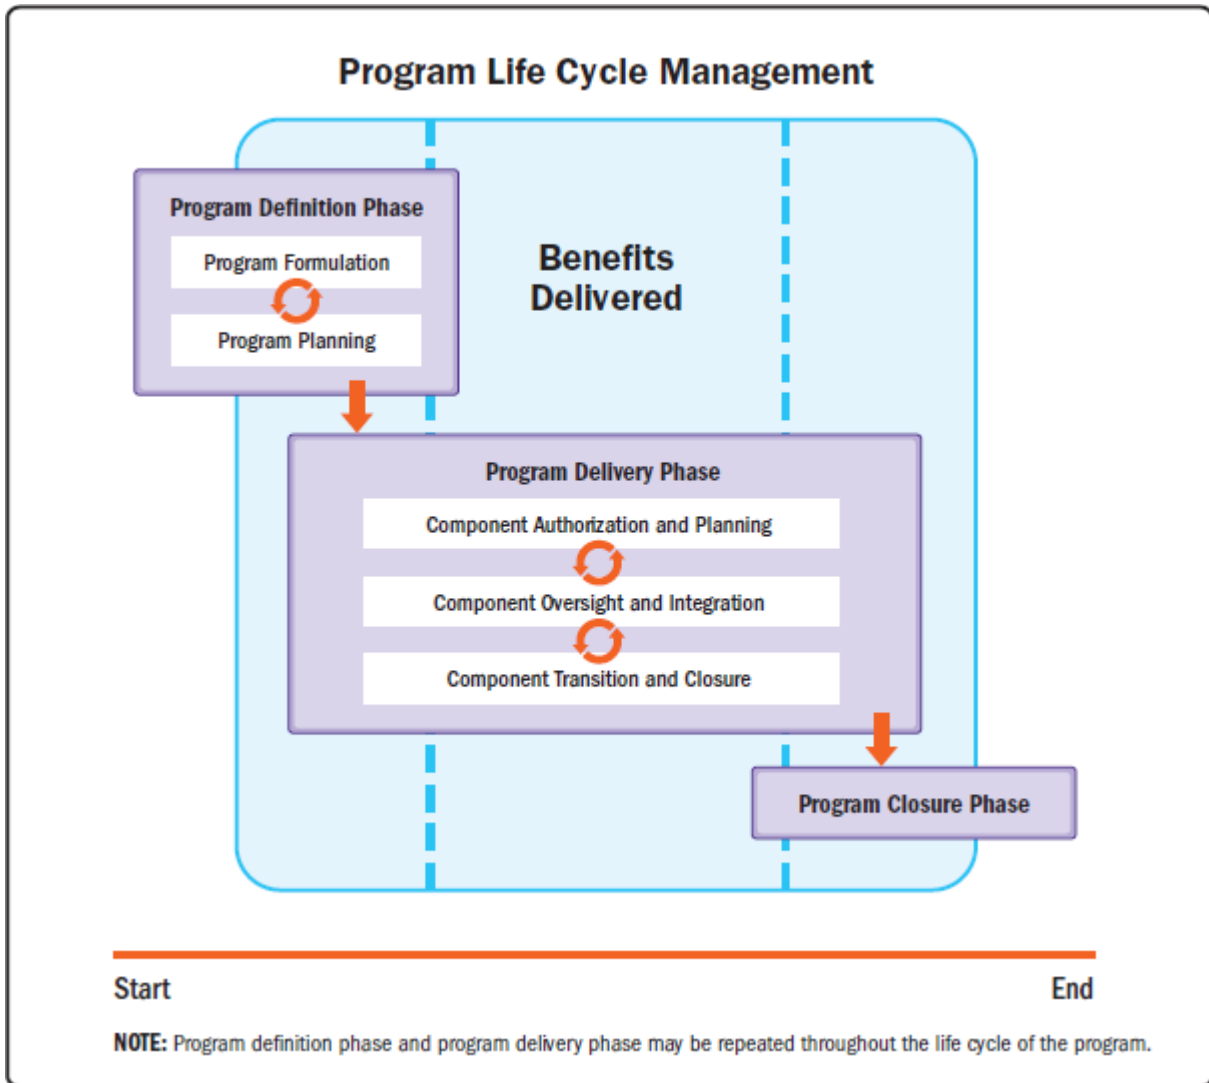 Program Life Cycle Management
Program Definition Phase
Program Formulation
Program Planning
Benefits
Delivered
Program Delivery Phase
Component Authorization and Planning
Component Oversight and Integration
Component Transition and Closure
Program Closure Phase
Start
End
NOTE: Program definition phase and program delivery phase may be repeated throughout the life cycle of the program.